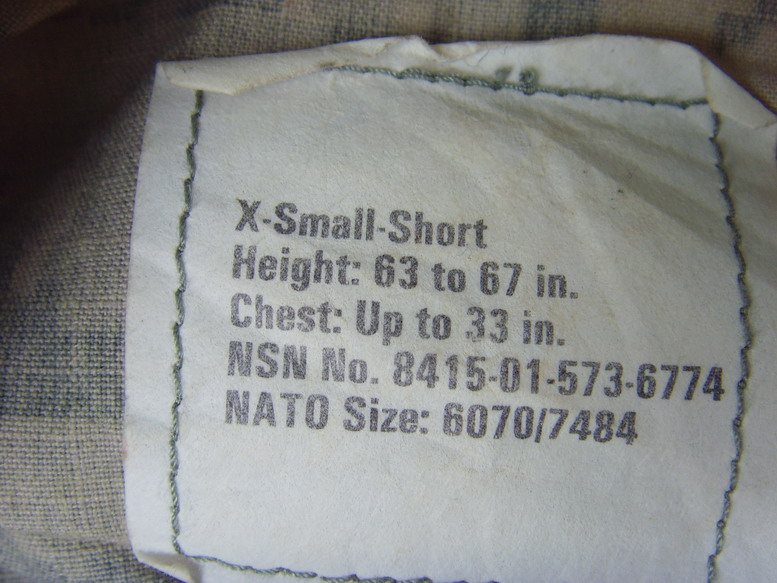 X-Small-Short
Height: 63 to 67 in.
Chest: Up to 33 in.
NSN No. 8415-01-573-6774
NATO Size: 6070/7484